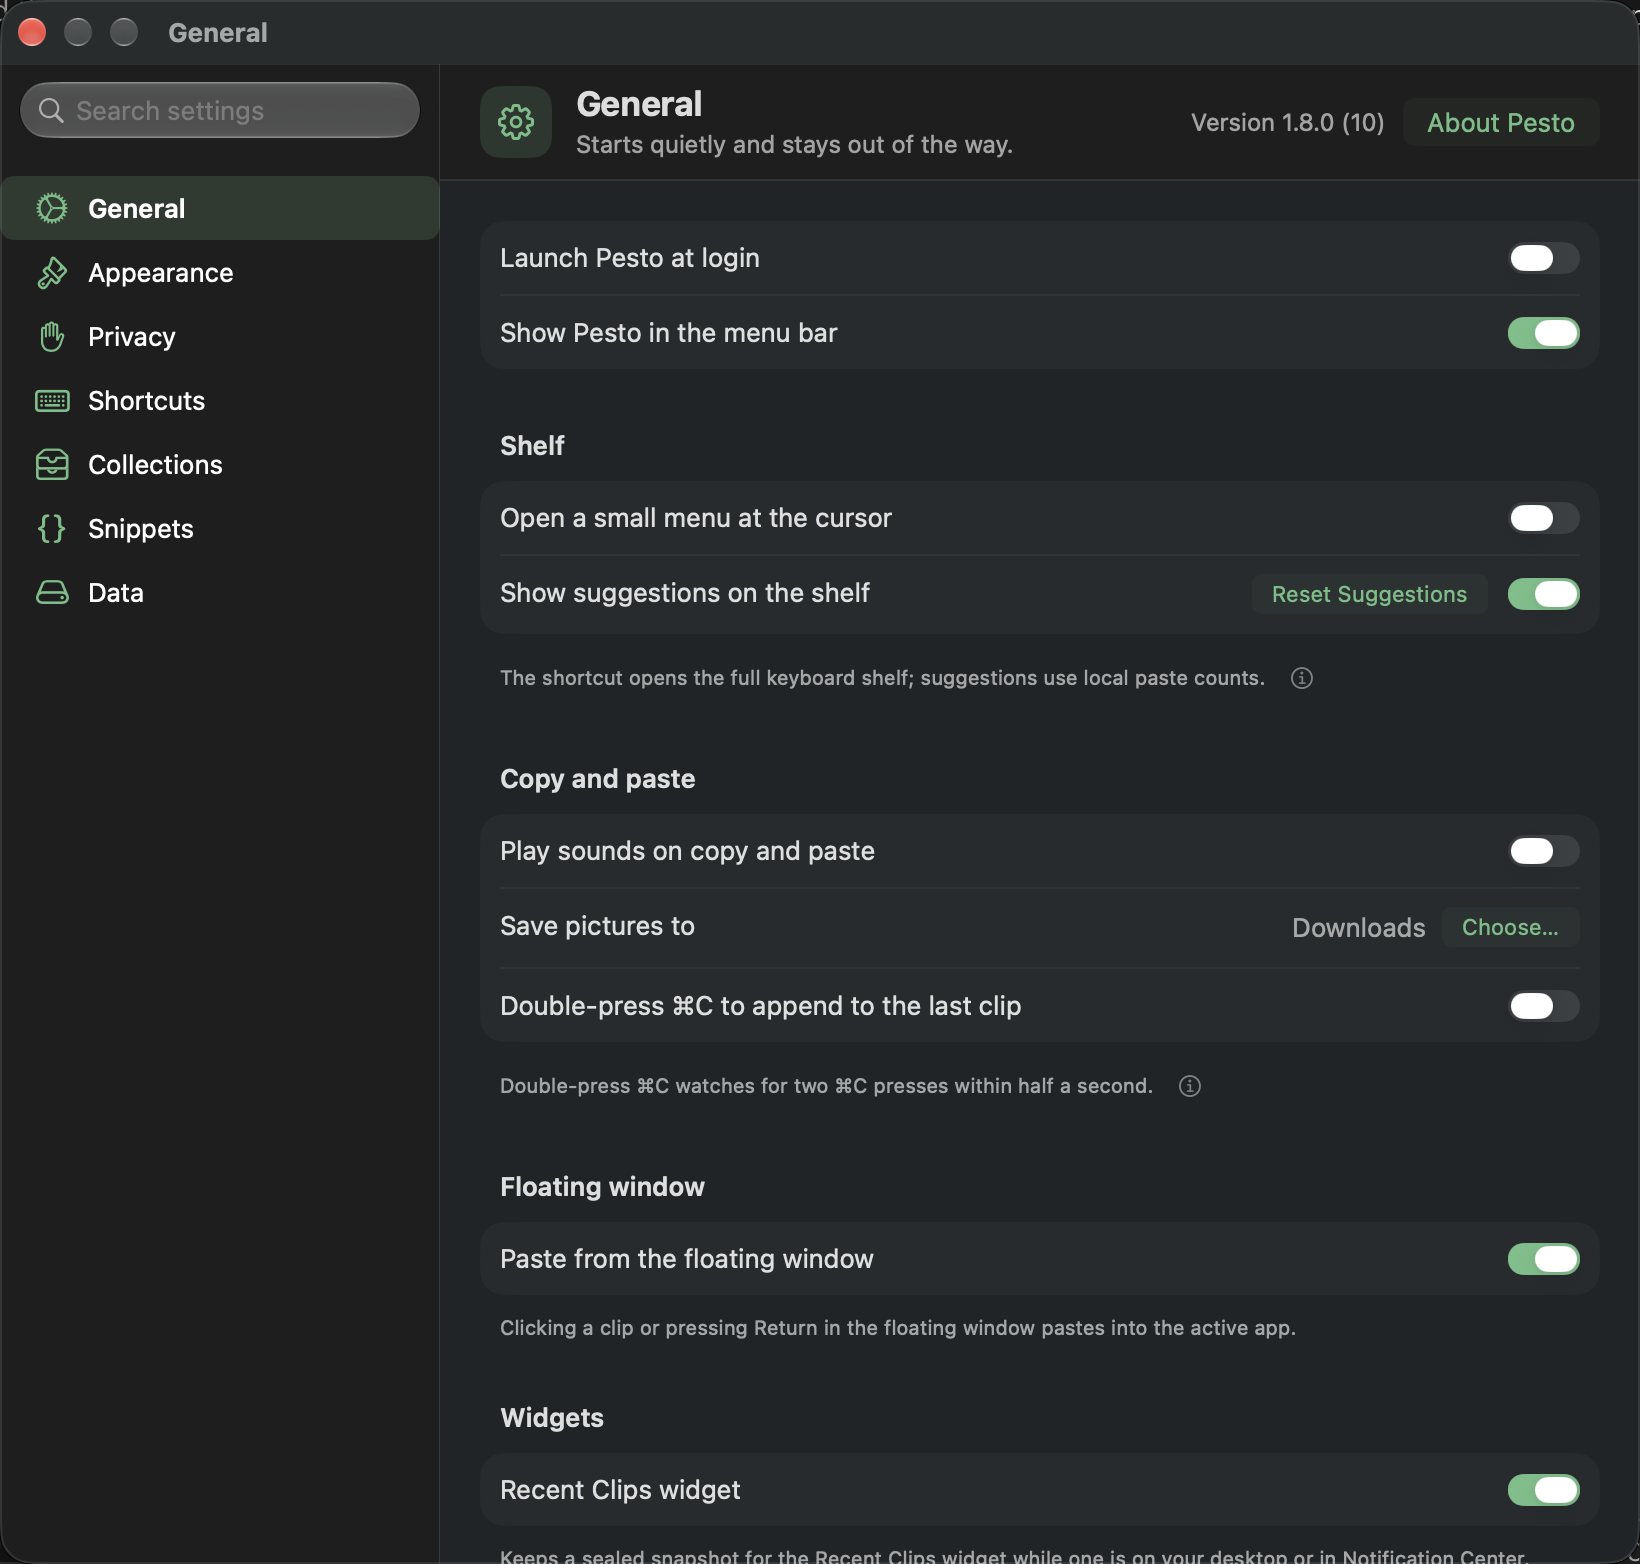 General
Search settings
General
Appearance
Privacy
Shortcuts
Collections
Snippets
Data
General
Starts quietly and stays out of the way.
Version 1.8.0 (10)
About Pesto
Launch Pesto at login
Show Pesto in the menu bar
Shelf
Open a small menu at the cursor
Show suggestions on the shelf
Reset Suggestions
The shortcut opens the full keyboard shelf; suggestions use local paste counts.
Copy and paste
Play sounds on copy and paste
Save pictures to
Downloads
Choose...
Double-press ⌘C to append to the last clip
Double-press ⌘C watches for two ⌘C presses within half a second.
Floating window
Paste from the floating window
Clicking a clip or pressing Return in the floating window pastes into the active app.
Widgets
Recent Clips widget
Keeps a sealed snapshot for the Recent Clips widget while one is on your desktop or in Notification Center.